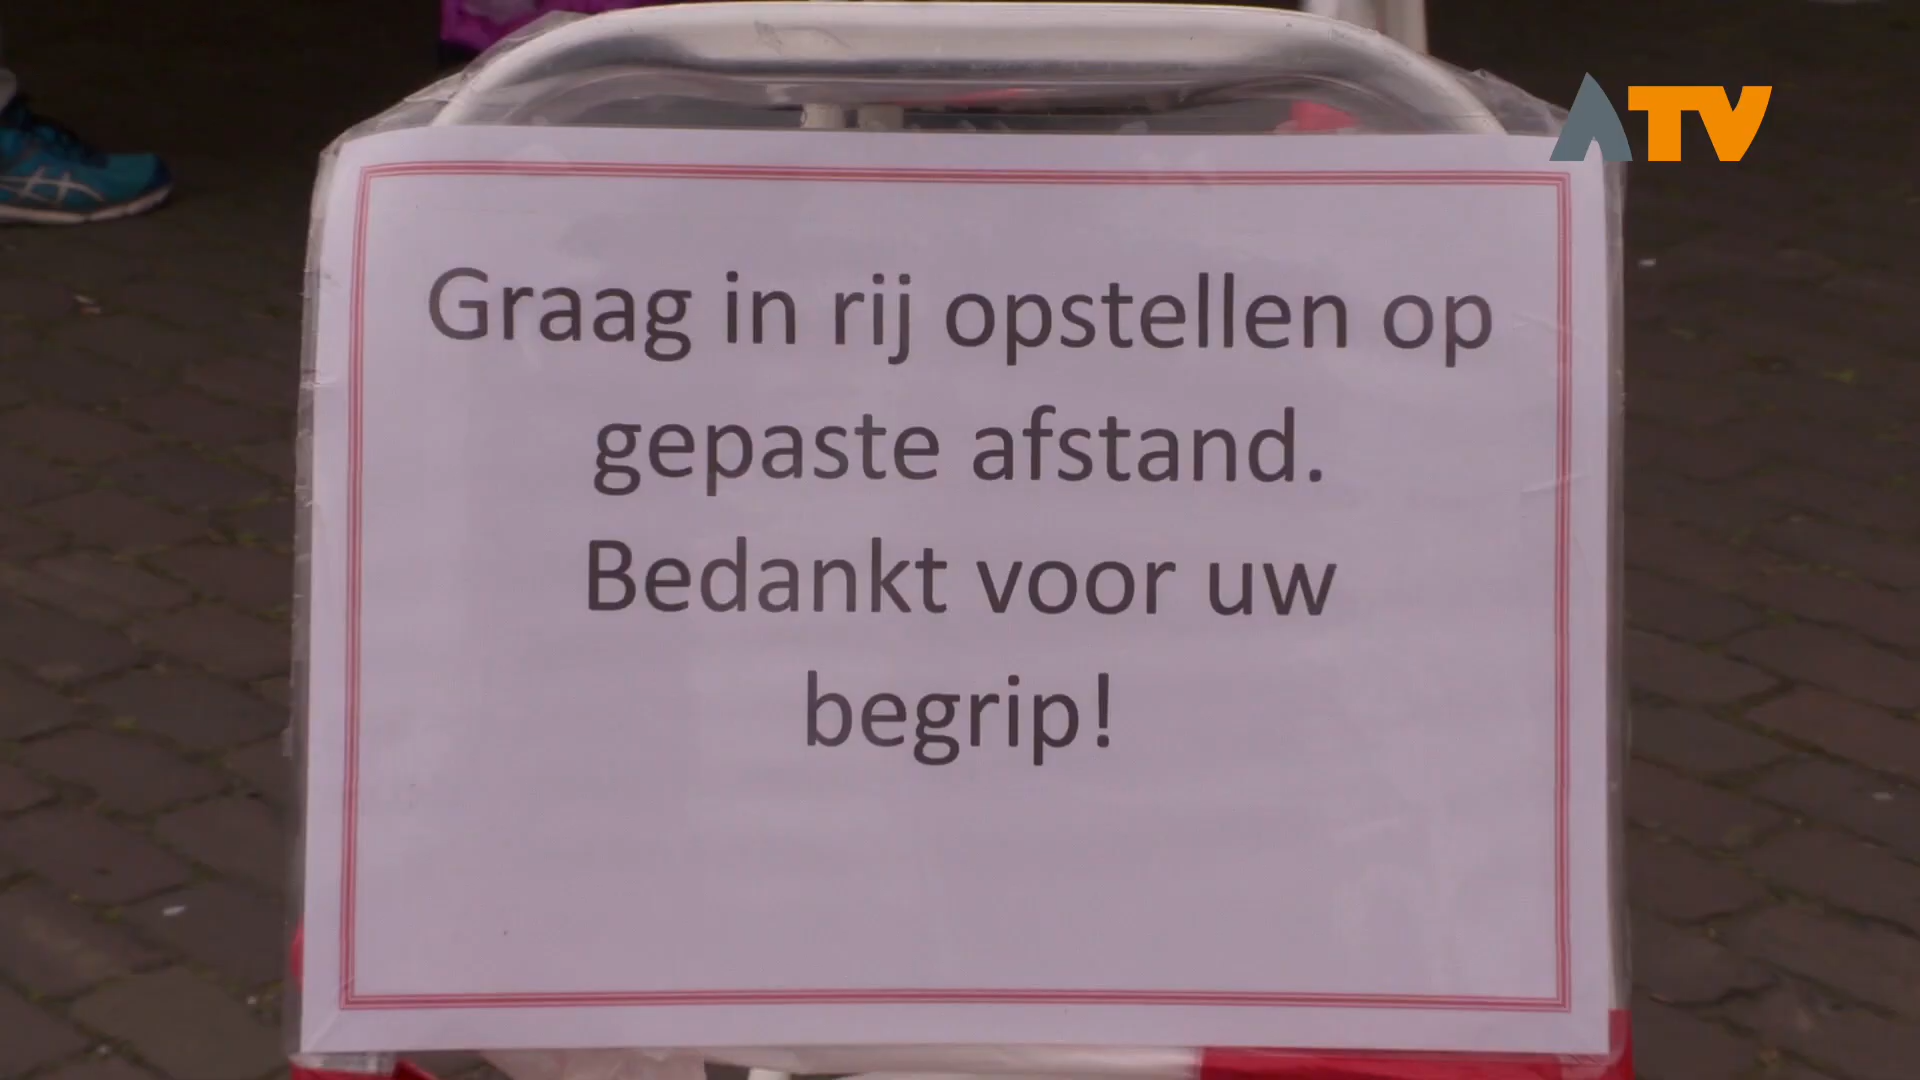 ATV
Graag in rij opstellen op
gepaste afstand.
Bedankt voor uw
begrip!